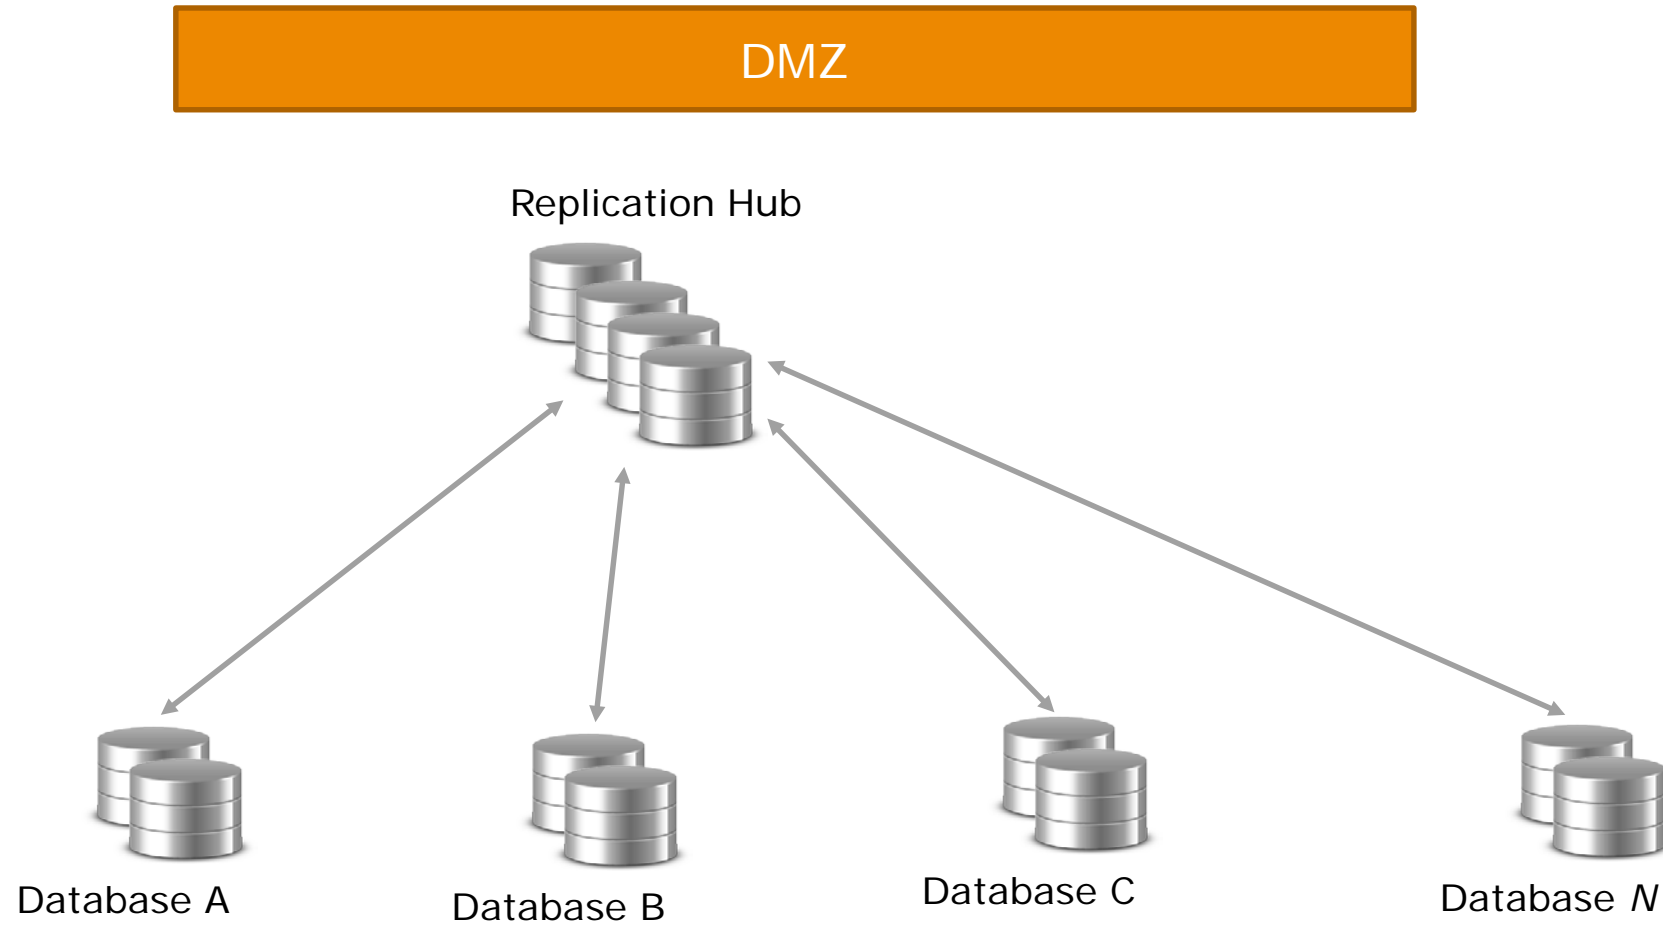 DMZ
Replication Hub
Database A
Database B
Database C
Database N